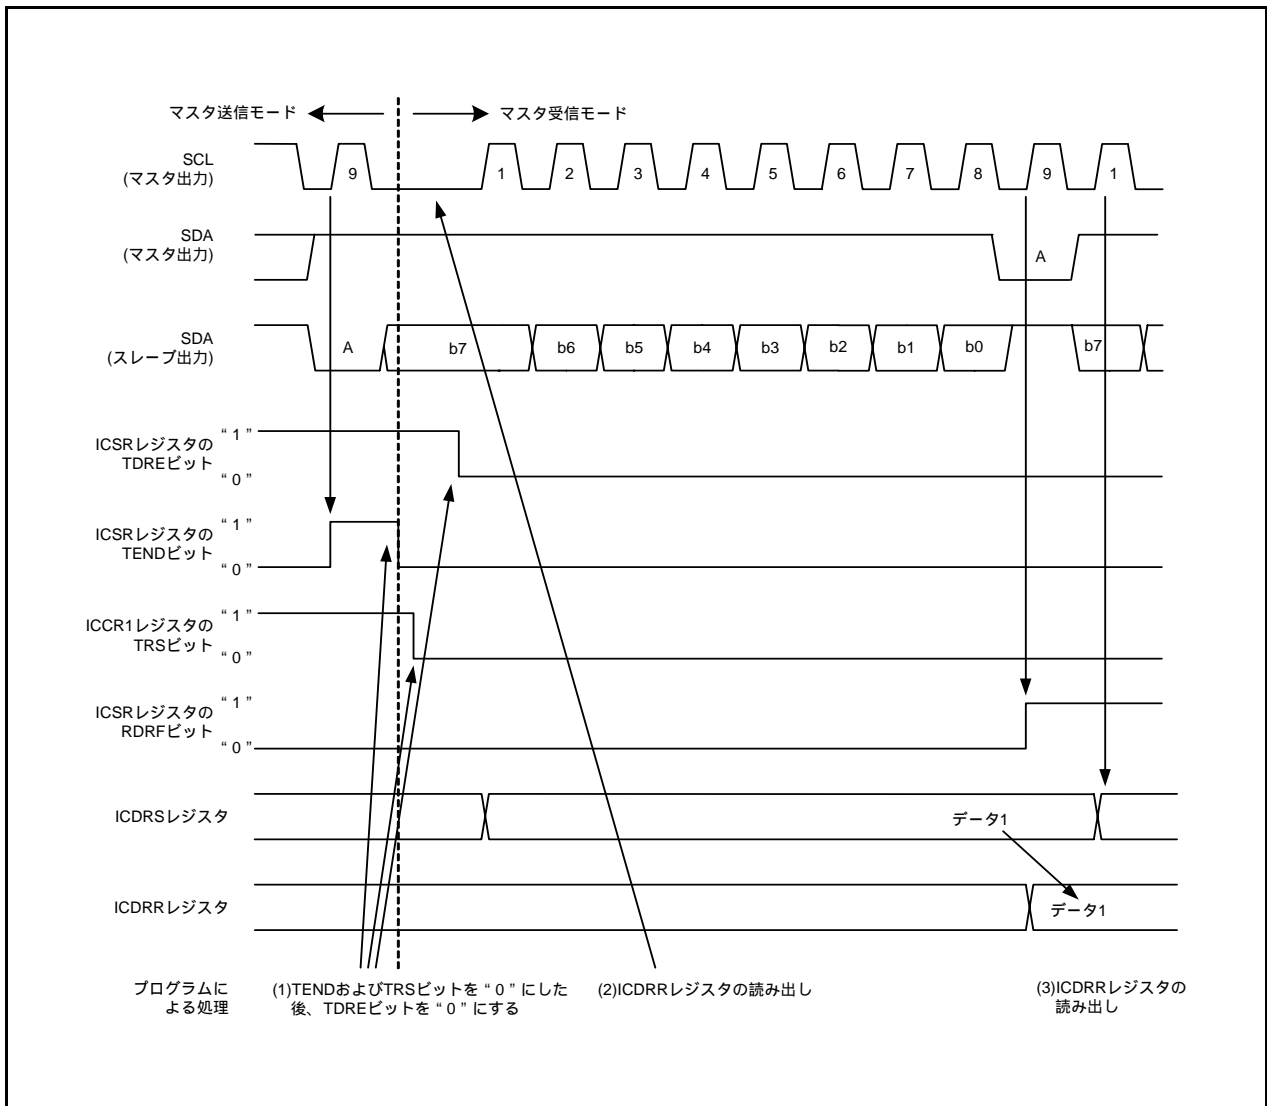 マスタ送信モード マスタ受信モード
SCL
(マスタ出力)
9 1 2 3 4 5 6 7 8 9 1
SDA
(マスタ出力)
A
SDA
(スレーブ出力)
A b7 b6 b5 b4 b3 b2 b1 b0 b7
ICSRレジスタの
TDREビット
“ 1 ”
“ 0 ”
ICSRレジスタの
TENDビット
“ 1 ”
“ 0 ”
ICCR1レジスタの
TRSビット
“ 1 ”
“ 0 ”
ICSRレジスタの
RDRFビット
“ 1 ”
“ 0 ”
ICDRSレジスタ
データ1
ICDRRレジスタ
データ1
プログラムに
よる処理
(1)TENDおよびTRSビットを “ 0 ” にした
後、TDREビットを “ 0 ” にする
(2)ICDRRレジスタの読み出し
(3)ICDRRレジスタの
読み出し